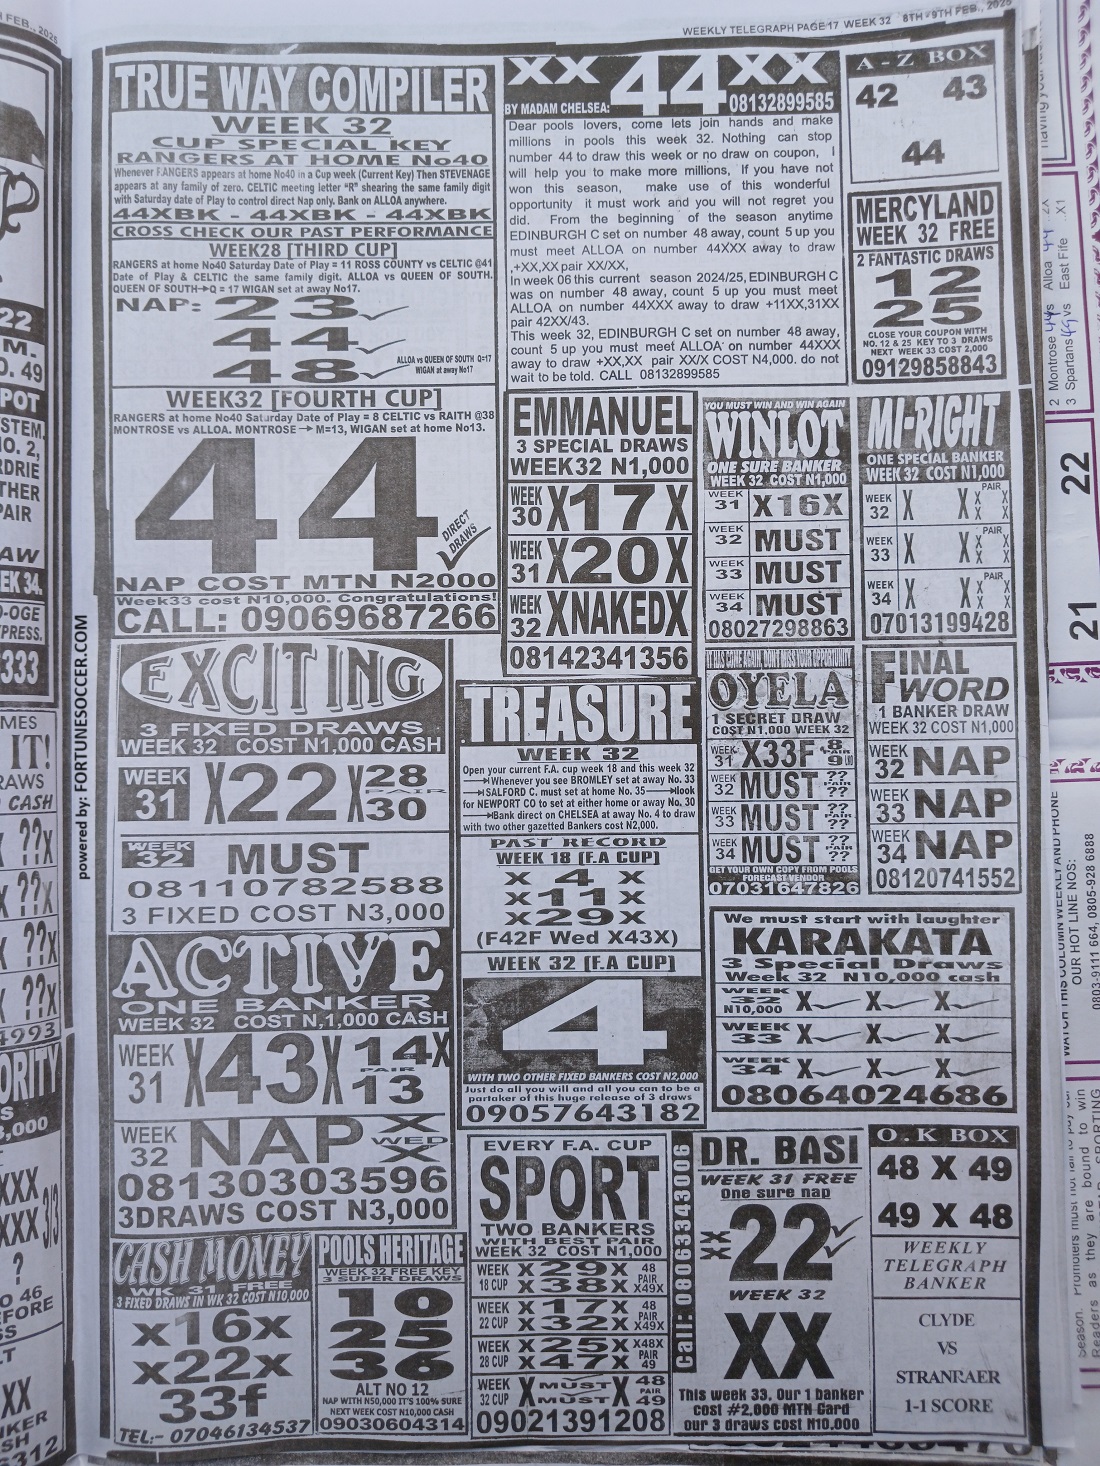 WEEKLY TELEGRAPH PAGE 17 WEEK 32 8TH - 9TH FEB., 2025
TRUE WAY COMPILER
WEEK 32
CUP SPECIAL KEY
RANGERS AT HOME No40
Whenever RANGERS appears at home No40 in a Cup week (Current Key) Then STEVENAGE
appears at any family of zero. CELTIC meeting letter "R" shearing the same family digit
with Saturday date of Play to control direct Nap only. Bank on ALLOA anywhere.
44XBK - 44XBK - 44XBK
CROSS CHECK OUR PAST PERFORMANCE
WEEK28 [THIRD CUP]
RANGERS at home No40 Saturday Date of Play = 11 ROSS COUNTY vs CELTIC @41
Date of Play & CELTIC the same family digit. ALLOA vs QUEEN OF SOUTH.
QUEEN OF SOUTH→Q = 17 WIGAN set at away No17.
NAP: 23
44
48
ALLOA vs QUEEN OF SOUTH Q=17
WIGAN at away No17
WEEK32 [FOURTH CUP]
RANGERS at home No40 Saturday Date of Play = 8 CELTIC vs RAITH @38
MONTROSE vs ALLOA. MONTROSE → M=13, WIGAN set at home No13.
44
DIRECT
DRAWS
NAP COST MTN N2000
Week33 cost N10,000. Congratulations!
CALL: 09069687266
XX 44 XX
BY MADAM CHELSEA: 08132899585
Dear pools lovers, come lets join hands and make
millions in pools this week 32. Nothing can stop
number 44 to draw this week or no draw on coupon, I
will help you to make more millions, If you have not
won this season, make use of this wonderful
opportunity it must work and you will not regret you
did. From the beginning of the season anytime
EDINBURGH C set on number 48 away, count 5 up you
must meet ALLOA on number 44XXX away to draw
,+XX,XX pair XX/XX,
In week 06 this current season 2024/25, EDINBURGH C
was on number 48 away, count 5 up you must meet
ALLOA on number 44XXX away to draw +11XX,31XX
pair 42XX/43.
This week 32, EDINBURGH C set on number 48 away,
count 5 up you must meet ALLOA on number 44XXX
away to draw +XX,XX pair XX/X COST N4,000. do not
wait to be told. CALL 08132899585
A - Z BOX
42 43
44
MERCYLAND
WEEK 32 FREE
2 FANTASTIC DRAWS
12
25
CLOSE YOUR COUPON WITH
NO. 12 & 25 KEY TO 3 DRAWS
NEXT WEEK 33 COST 2,000
09129858843
EMMANUEL
3 SPECIAL DRAWS
WEEK32 N1,000
WEEK 30 X17X
WEEK 31 X20X
WEEK 32 XNAKEDX
08142341356
YOU MUST WIN AND WIN AGAIN
WINLOT
ONE SURE BANKER
WEEK 32 COST N1,000
WEEK 31 X16X
WEEK 32 MUST
WEEK 33 MUST
WEEK 34 MUST
08027298863
MI-RIGHT
ONE SPECIAL BANKER
WEEK 32 COST N1,000
WEEK 32 X X PAIR X X X X
WEEK 33 X X PAIR X X X X
WEEK 34 X X PAIR X X X X
07013199428
EXCITING
3 FIXED DRAWS
WEEK 32 COST N1,000 CASH
WEEK 31 X22X 28 PAIR 30
WEEK 32 MUST
08110782588
3 FIXED COST N3,000
TREASURE
WEEK 32
Open your current F.A. cup week 18 and this week 32
Whenever you see BROMLEY set at away No. 33
SALFORD C. must set at home No. 35 look
for NEWPORT CO to set at either home or away No. 30
Bank direct on CHELSEA at away No. 4 to draw
with two other gazetted Bankers cost N2,000.
PAST RECORD
WEEK 18 [F.A CUP]
X 4 X
X11X
X29X
(F42F Wed X43X)
WEEK 32 [F.A CUP]
4
WITH TWO OTHER FIXED BANKERS COST N2,000
Just do all you will and all you can to be a
partaker of this huge release of 3 draws
09057643182
IT HAS COME AGAIN. DON'T MISS YOUR OPPORTUNITY
OYELA
1 SECRET DRAW
COST N1,000 WEEK 32
WEEK 31 X33F 8 PAIR 9
WEEK 32 MUST ?? PAIR ??
WEEK 33 MUST ?? PAIR ??
WEEK 34 MUST ?? PAIR ??
GET YOUR OWN COPY FROM POOLS
FORECAST VENDOR
07031647826
FINAL
WORD
1 BANKER DRAW
WEEK 32 COST N1,000
WEEK 32 NAP
WEEK 33 NAP
WEEK 34 NAP
08120741552
ACTIVE
ONE BANKER
WEEK 32 COST N,1,000 CASH
WEEK 31 X43X 14X PAIR 13
WEEK 32 NAP X WED X
08130303596
3DRAWS COST N3,000
We must start with laughter
KARAKATA
3 Special Draws
Week 32 N10,000 cash
WEEK 32 N10,000 X X X
WEEK 33 X X X
WEEK 34 X X X
08064024686
CASH MONEY
WK 31 FREE
3 FIXED DRAWS IN WK 32 COST N10,000
x16x
x22x
33f
TEL:- 07046134537
POOLS HERITAGE
WEEK 32 FREE KEY
3 SUPER DRAWS
10
25
36
ALT NO 12
NAP WITH N50,000 IT'S 100% SURE
NEXT WEEK COST N10,000 CASH
09030604314
EVERY F.A. CUP
SPORT
TWO BANKERS
WITH BEST PAIR
WEEK 32 COST N1,000
WEEK 18 CUP X29X X38X 48 PAIR X49X
WEEK 22 CUP X17X X32X 48 PAIR X49X
WEEK 28 CUP X25X X47X X48X PAIR 49
WEEK 32 CUP X MUST MUST X 48 PAIR 49
09021391208
Call: 08063343006
DR. BASI
WEEK 31 FREE
One sure nap
XX 22
WEEK 32
XX
This week 33. Our 1 banker
cost #2,000 MTN Card
Our 3 draws cost N10,000
O.K BOX
48 X 49
49 X 48
WEEKLY
TELEGRAPH
BANKER
CLYDE
VS
STRANRAER
1-1 SCORE
powered by: FORTUNESOCCER.COM
2 Montrose vs Alloa
3 Spartans vs East Fife ..X1
22
21
WATCH THIS COLUMN WEEKLY AND PHONE
OUR HOT LINE NOS:
0803-9111 664, 0805-928 6888